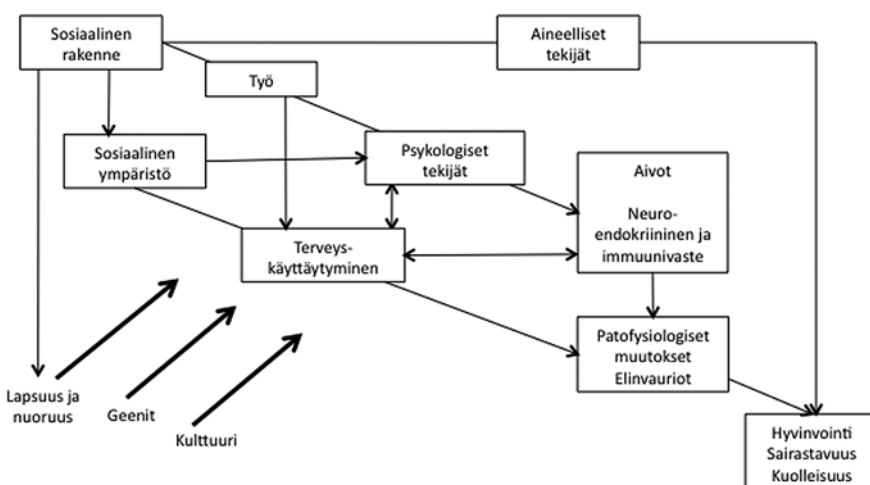 Sosiaalinen
rakenne
Aineelliset
tekijät
Työ
Sosiaalinen
ympäristö
Psykologiset
tekijät
Aivot
Neuro-
endokriininen ja
immuunivaste
Terveys-
käyttäytyminen
Patofysiologiset
muutokset
Elinvauriot
Lapsuus ja
nuoruus
Geenit
Kulttuuri
Hyvinvointi
Sairastavuus
Kuolleisuus